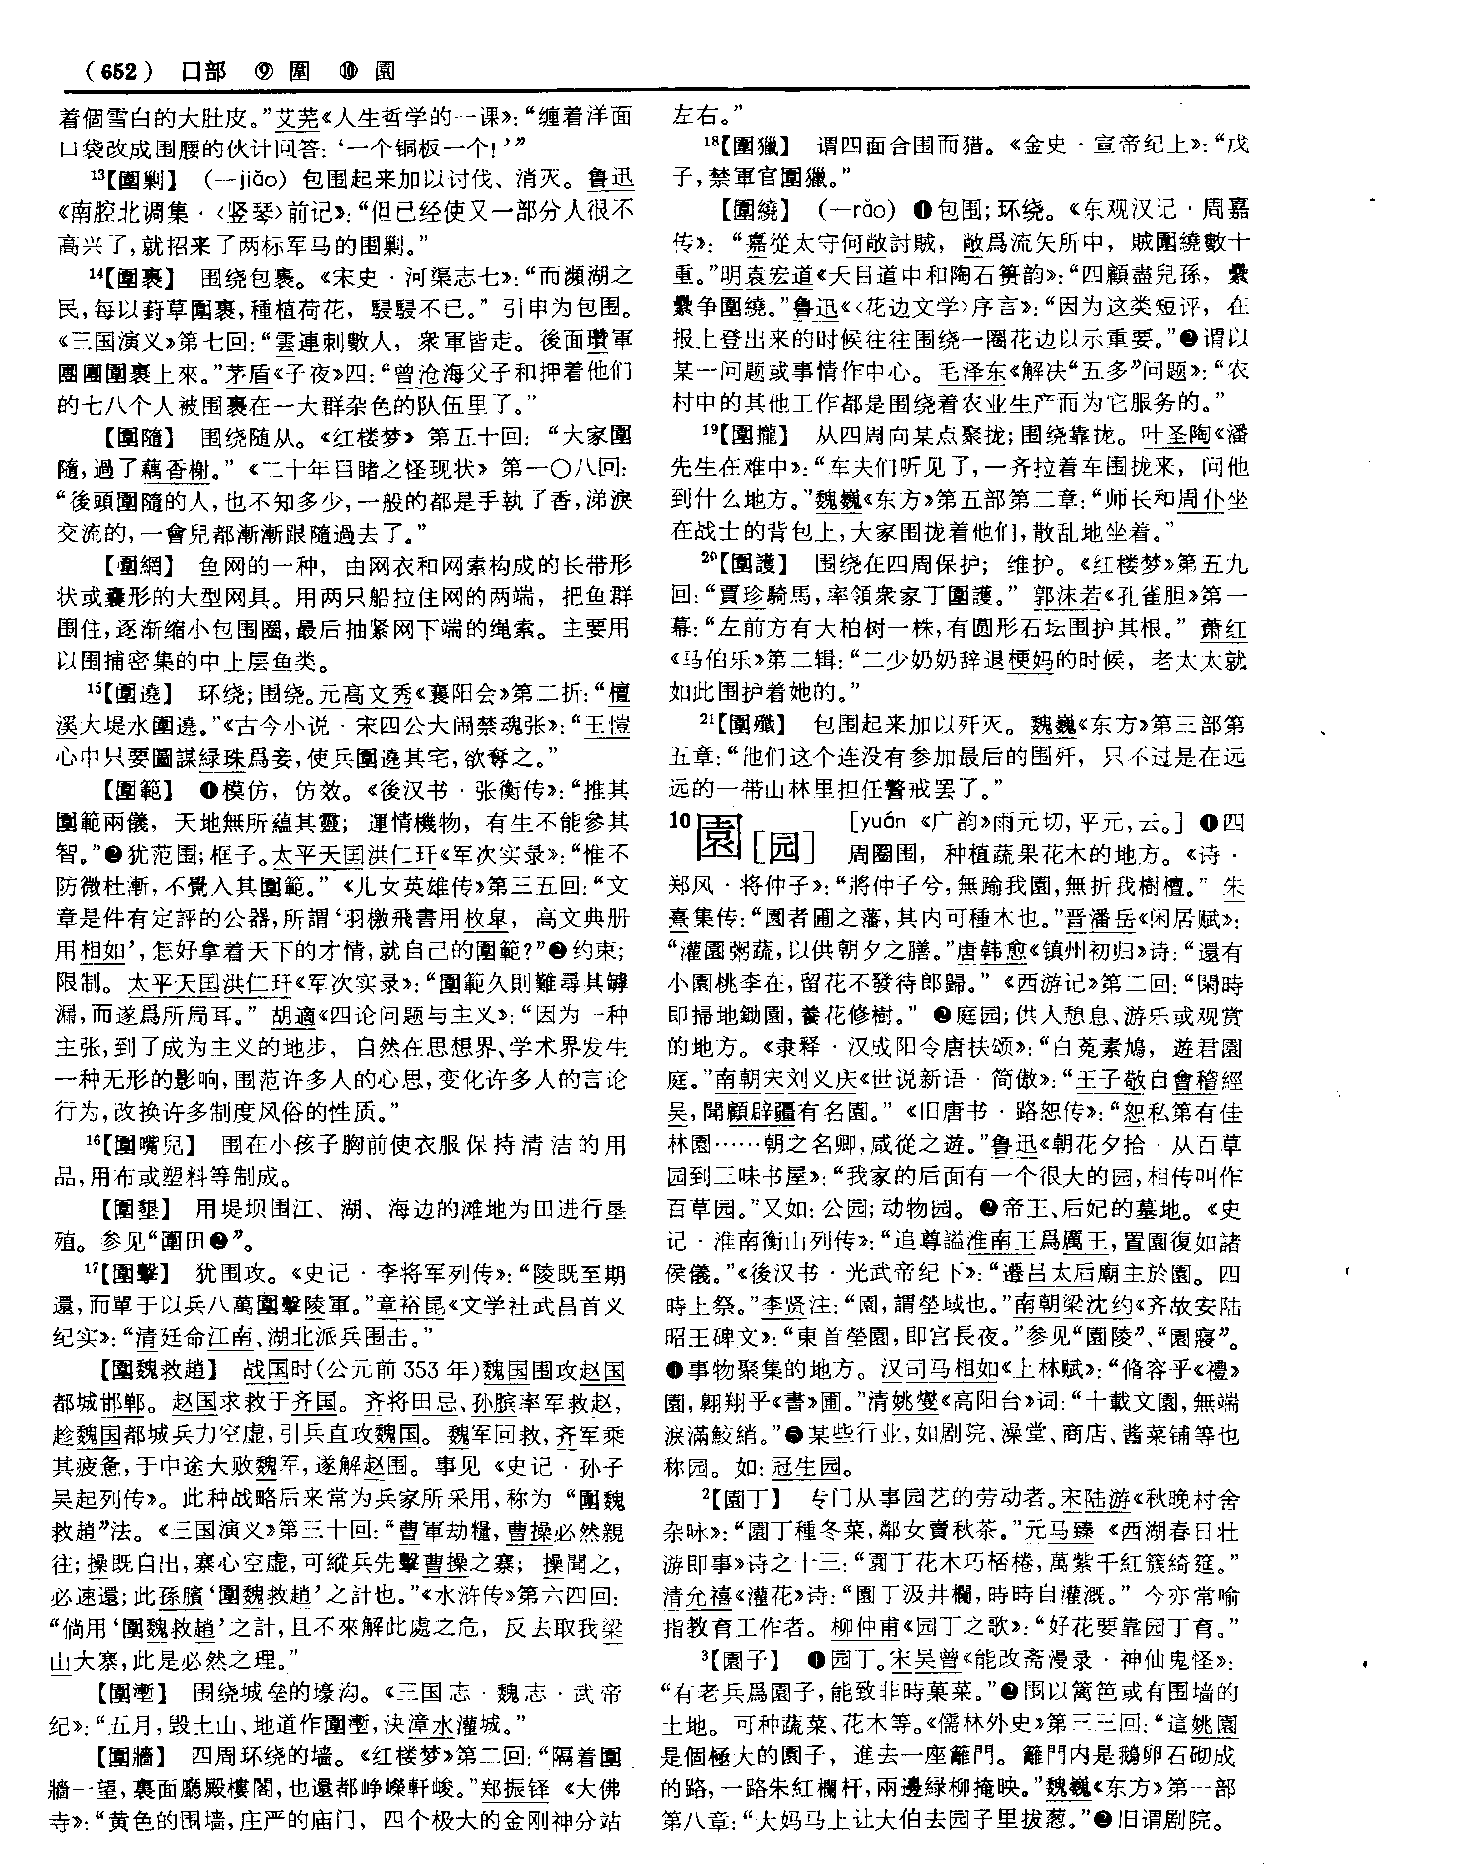 （652） 口部 ⑨ 圍 ⑩ 園
着個雪白的大肚皮。”艾芜《人生哲学的一课》：“缠着洋面
口袋改成围腰的伙计问答：‘一个铜板一个！’”
13【圍剿】（—jiǎo）包围起来加以讨伐、消灭。鲁迅
《南腔北调集·〈竖琴〉前记》：“但已经使又一部分人很不
高兴了，就招来了两标军马的围剿。”
14【圍裹】 围绕包裹。《宋史·河渠志七》：“而瀕湖之
民，每以葑草圍裹，種植荷花，駸駸不已。”引申为包围。
《三国演义》第七回：“雲連刺數人，衆軍皆走。後面瓚軍
團團圍裹上來。”茅盾《子夜》四：“曾沧海父子和押着他们
的七八个人被围裹在一大群杂色的队伍里了。”
【圍隨】 围绕随从。《红楼梦》第五十回：“大家圍
隨，過了藕香榭。”《二十年目睹之怪现状》第一〇八回：
“後頭圍隨的人，也不知多少，一般的都是手執了香，涕淚
交流的，一會兒都漸漸跟隨過去了。”
【圍網】 鱼网的一种，由网衣和网索构成的长带形
状或囊形的大型网具。用两只船拉住网的两端，把鱼群
围住，逐渐缩小包围圈，最后抽紧网下端的绳索。主要用
以围捕密集的中上层鱼类。
15【圍遶】 环绕；围绕。元高文秀《襄阳会》第二折：“檀
溪大堤水圍遶。”《古今小说·宋四公大闹禁魂张》：“王愷
心中只要圖謀緑珠爲妾，使兵圍遶其宅，欲奪之。”
【圍範】 ❶模仿，仿效。《後汉书·张衡传》：“推其
圍範兩儀，天地無所藴其靈；運情機物，有生不能參其
智。”❷犹范围；框子。太平天囯洪仁玕《军次实录》：“惟不
防微杜漸，不覺入其圍範。”《儿女英雄传》第三五回：“文
章是件有定評的公器，所謂‘羽檄飛書用枚臯，高文典册
用相如’，怎好拿着天下的才情，就自己的圍範？”❷约束；
限制。太平天囯洪仁玕《军次实录》：“圍範久則難尋其罅
漏，而遂爲所局耳。”胡適《四论问题与主义》：“因为一种
主张，到了成为主义的地步，自然在思想界、学术界发生
一种无形的影响，围范许多人的心思，变化许多人的言论
行为，改换许多制度风俗的性质。”
16【圍嘴兒】 围在小孩子胸前使衣服保持清洁的用
品，用布或塑料等制成。
【圍墾】 用堤坝围江、湖、海边的滩地为田进行垦
殖。参见“圍田❷”。
17【圍擊】 犹围攻。《史记·李将军列传》：“陵既至期
還，而單于以兵八萬圍擊陵軍。”章裕昆《文学社武昌首义
纪实》：“清廷命江南、湖北派兵围击。”
【圍魏救趙】 战国时（公元前353年）魏国围攻赵国
都城邯郸。赵国求救于齐国。齐将田忌、孙膑率军救赵，
趁魏国都城兵力空虚，引兵直攻魏国。魏军回救，齐军乘
其疲惫，于中途大败魏军，遂解赵围。事见《史记·孙子
吴起列传》。此种战略后来常为兵家所采用，称为“圍魏
救趙”法。《三国演义》第三十回：“曹軍劫糧，曹操必然親
往；操既自出，寨心空虚，可縱兵先擊曹操之寨；操聞之，
必速還；此孫臏‘圍魏救趙’之計也。”《水浒传》第六四回：
“倘用‘圍魏救趙’之計，且不來解此處之危，反去取我梁
山大寨，此是必然之理。”
【圍壍】 围绕城垒的壕沟。《三国志·魏志·武帝
纪》：“五月，毁土山、地道作圍壍，决漳水灌城。”
【圍牆】 四周环绕的墙。《红楼梦》第二回：“隔着圍
牆一望，裏面廳殿樓閣，也還都峥嶸軒峻。”郑振铎《大佛
寺》：“黄色的围墙，庄严的庙门，四个极大的金刚神分站
左右。”
18【圍獵】 谓四面合围而猎。《金史·宣帝纪上》：“戊
子，禁軍官圍獵。”
【圍繞】（—rào）❶包围；环绕。《东观汉记·周嘉
传》：“嘉從太守何敞討賊，敞爲流矢所中，賊圍繞數十
重。”明袁宏道《天目道中和陶石篑韵》：“四顧盡兒孫，纍
纍争圍繞。”鲁迅《〈花边文学〉序言》：“因为这类短评，在
报上登出来的时候往往围绕一圈花边以示重要。”❷谓以
某一问题或事情作中心。毛泽东《解决“五多”问题》：“农
村中的其他工作都是围绕着农业生产而为它服务的。”
19【圍攏】 从四周向某点聚拢；围绕靠拢。叶圣陶《潘
先生在难中》：“车夫们听见了，一齐拉着车围拢来，问他
到什么地方。”魏巍《东方》第五部第二章：“师长和周仆坐
在战士的背包上，大家围拢着他们，散乱地坐着。”
20【圍護】 围绕在四周保护；维护。《红楼梦》第五九
回：“賈珍騎馬，率領衆家丁圍護。”郭沫若《孔雀胆》第一
幕：“左前方有大柏树一株，有圆形石坛围护其根。”萧红
《马伯乐》第二辑：“二少奶奶辞退梗妈的时候，老太太就
如此围护着她的。”
21【圍殲】 包围起来加以歼灭。魏巍《东方》第三部第
五章：“他们这个连没有参加最后的围歼，只不过是在远
远的一带山林里担任警戒罢了。”
10園［园］ ［yuán《广韵》雨元切，平元，云。］❶四
周圈围，种植蔬果花木的地方。《诗·
郑风·将仲子》：“將仲子兮，無踰我園，無折我樹檀。”朱
熹集传：“園者圃之藩，其内可種木也。”晋潘岳《闲居赋》：
“灌園粥蔬，以供朝夕之膳。”唐韩愈《镇州初归》诗：“還有
小園桃李在，留花不發待郎歸。”《西游记》第二回：“閑時
即掃地鋤園，養花修樹。”❷庭园；供人憩息、游乐或观赏
的地方。《隶释·汉成阳令唐扶颂》：“白菟素鳩，遊君園
庭。”南朝宋刘义庆《世说新语·简傲》：“王子敬自會稽經
吴，聞顧辟疆有名園。”《旧唐书·路恕传》：“恕私第有佳
林園……朝之名卿，咸從之遊。”鲁迅《朝花夕拾·从百草
园到三味书屋》：“我家的后面有一个很大的园，相传叫作
百草园。”又如：公园；动物园。❷帝王、后妃的墓地。《史
记·淮南衡山列传》：“追尊謚淮南王爲厲王，置園復如諸
侯儀。”《後汉书·光武帝纪下》：“遷吕太后廟主於園。四
時上祭。”李贤注：“園，謂塋域也。”南朝梁沈约《齐故安陆
昭王碑文》：“東首塋園，即宫長夜。”参见“園陵”、“園寢”。
❶事物聚集的地方。汉司马相如《上林赋》：“脩容乎《禮》
園，翺翔乎《書》圃。”清姚燮《高阳台》词：“十載文園，無端
淚滿鮫綃。”❺某些行业，如剧院、澡堂、商店、酱菜铺等也
称园。如：冠生园。
2【園丁】 专门从事园艺的劳动者。宋陆游《秋晚村舍
杂咏》：“園丁種冬菜，鄰女賣秋茶。”元马臻《西湖春日壮
游即事》诗之十三：“園丁花木巧栝棬，萬紫千紅簇綺筵。”
清允禧《灌花》诗：“園丁汲井欄，時時自灌溉。”今亦常喻
指教育工作者。柳仲甫《园丁之歌》：“好花要靠园丁育。”
3【園子】 ❶园丁。宋吴曾《能改斋漫录·神仙鬼怪》：
“有老兵爲園子，能致非時菓菜。”❷围以篱笆或有围墙的
土地。可种蔬菜、花木等。《儒林外史》第三三回：“這姚園
是個極大的園子，進去一座籬門。籬門内是鵝卵石砌成
的路，一路朱紅欄杆，兩邊緑柳掩映。”魏巍《东方》第一部
第八章：“大妈马上让大伯去园子里拔葱。”❷旧谓剧院。